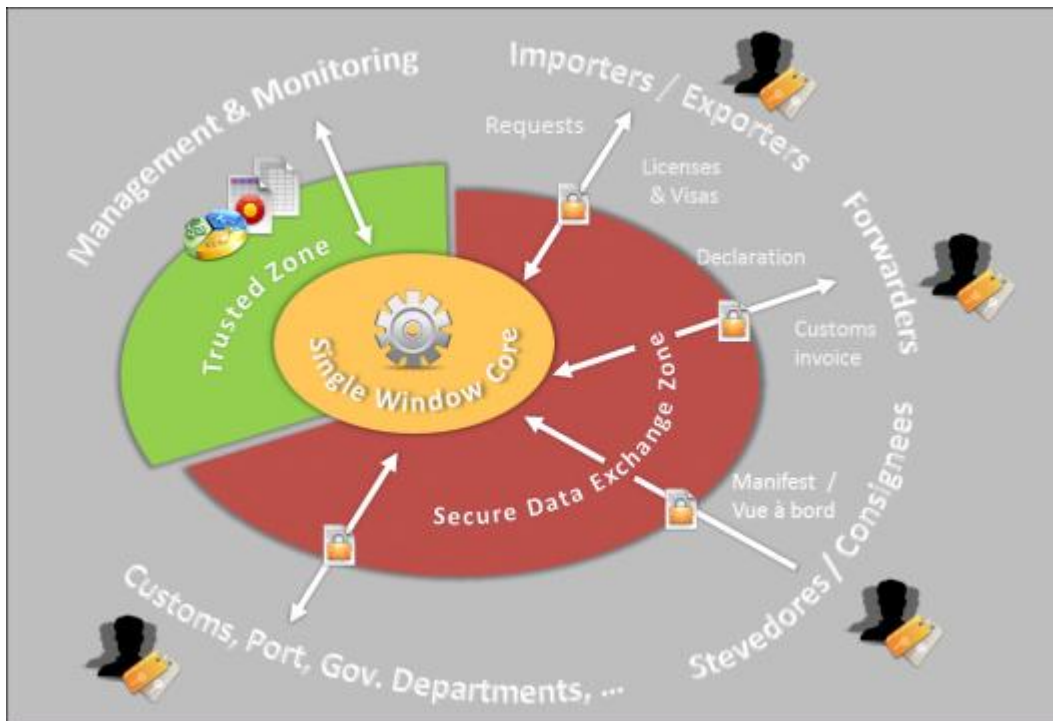 Management & Monitoring
Importers / Exporters
Requests
Licenses
& Visas
Forwarders
Declaration
Customs
invoice
Trusted Zone
Single Window Core
Secure Data Exchange Zone
Manifest /
Vue à bord
Stevedores / Consignees
Customs, Port, Gov. Departments, ...